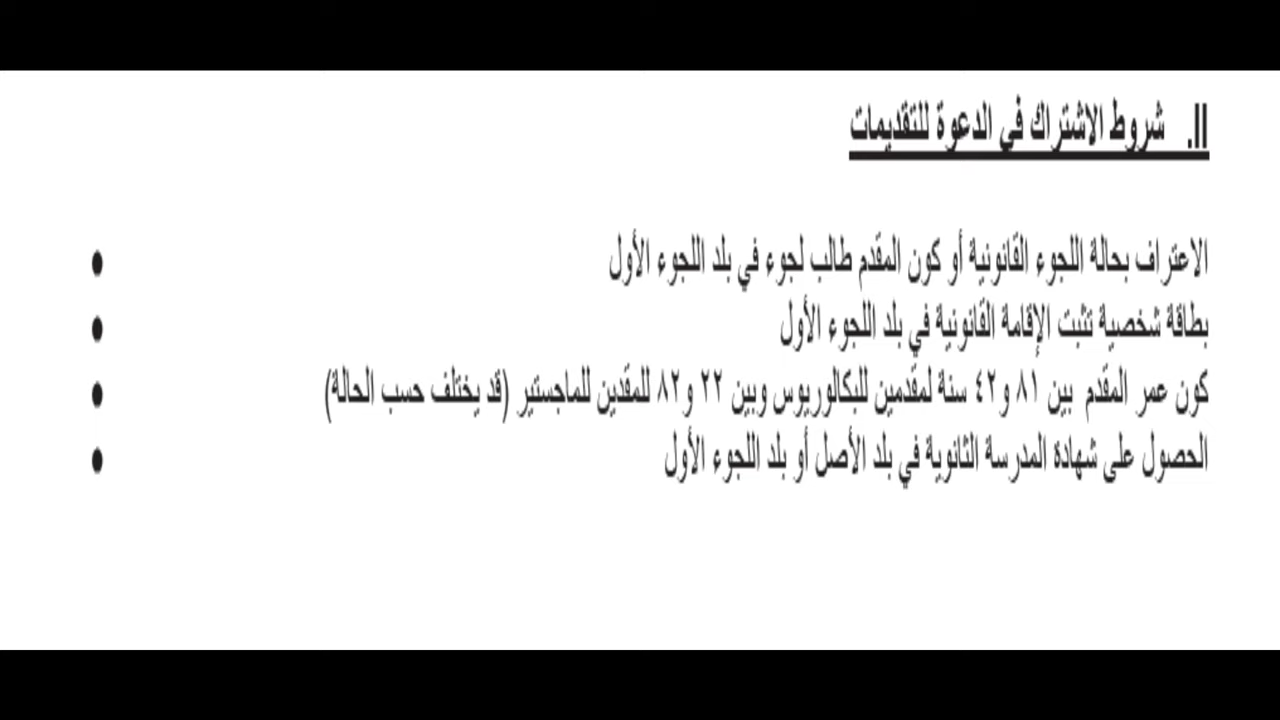 II. شروط الاشتراك في الدعوة للتقديمات
• الاعتراف بحالة اللجوء القانونية أو كون المقدم طالب لجوء في بلد اللجوء الأول
• بطاقة شخصية تثبت الإقامة القانونية في بلد اللجوء الأول
• كون عمر المقدم بين ٨١ و٤٢ سنة لمقدمين للبكالوريوس وبين ٢٢ و٨٢ للمقدين للماجستير (قد يختلف حسب الحالة)
• الحصول على شهادة المدرسة الثانوية في بلد الأصل أو بلد اللجوء الأول